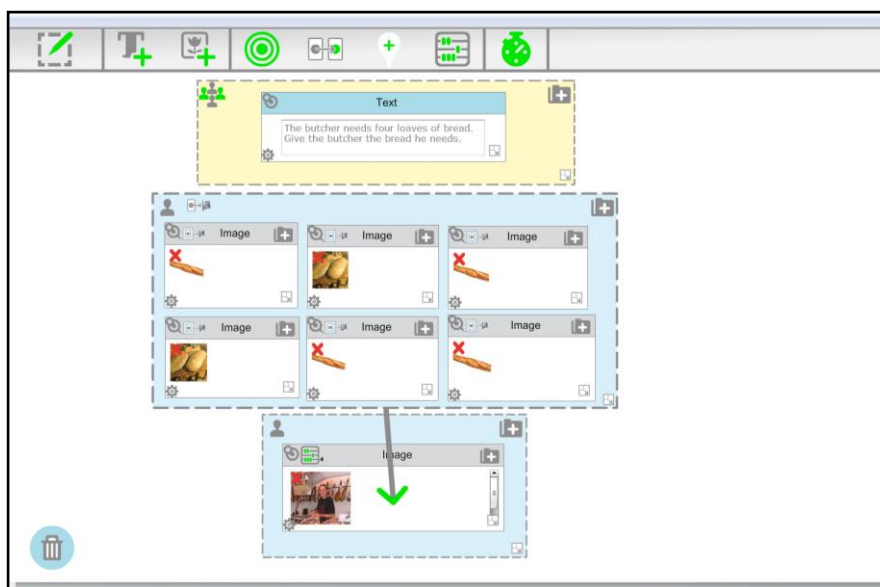 Text
The butcher needs four loaves of bread.
Give the butcher the bread he needs.
Image
Image
Image
Image
Image
Image
Image